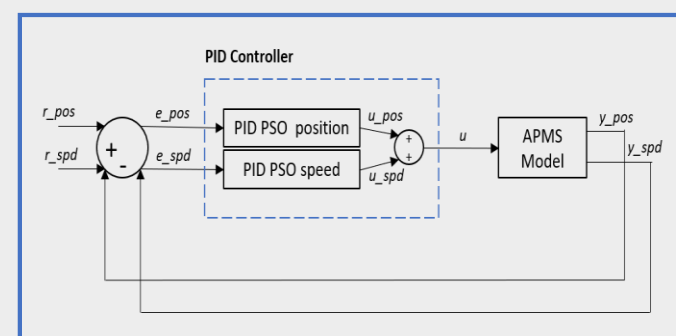 PID Controller
r_pos
e_pos
PID PSO position
u_pos
+
-
+
+
u
APMS
Model
y_pos
r_spd
e_spd
PID PSO speed
u_spd
y_spd